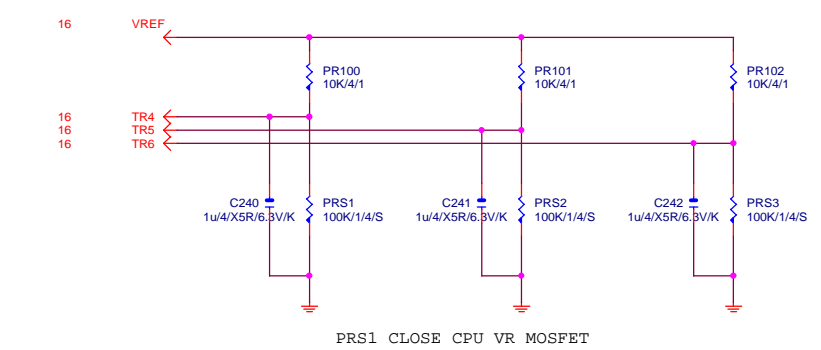 16 VREF
PR100 PR101 PR102
10K/4/1 10K/4/1 10K/4/1
16 TR4
16 TR5
16 TR6
C240 PRS1 C241 PRS2 C242 PRS3
1u/4/X5R/6.3V/K 100K/1/4/S 1u/4/X5R/6.3V/K 100K/1/4/S 1u/4/X5R/6.3V/K 100K/1/4/S
PRS1 CLOSE CPU VR MOSFET